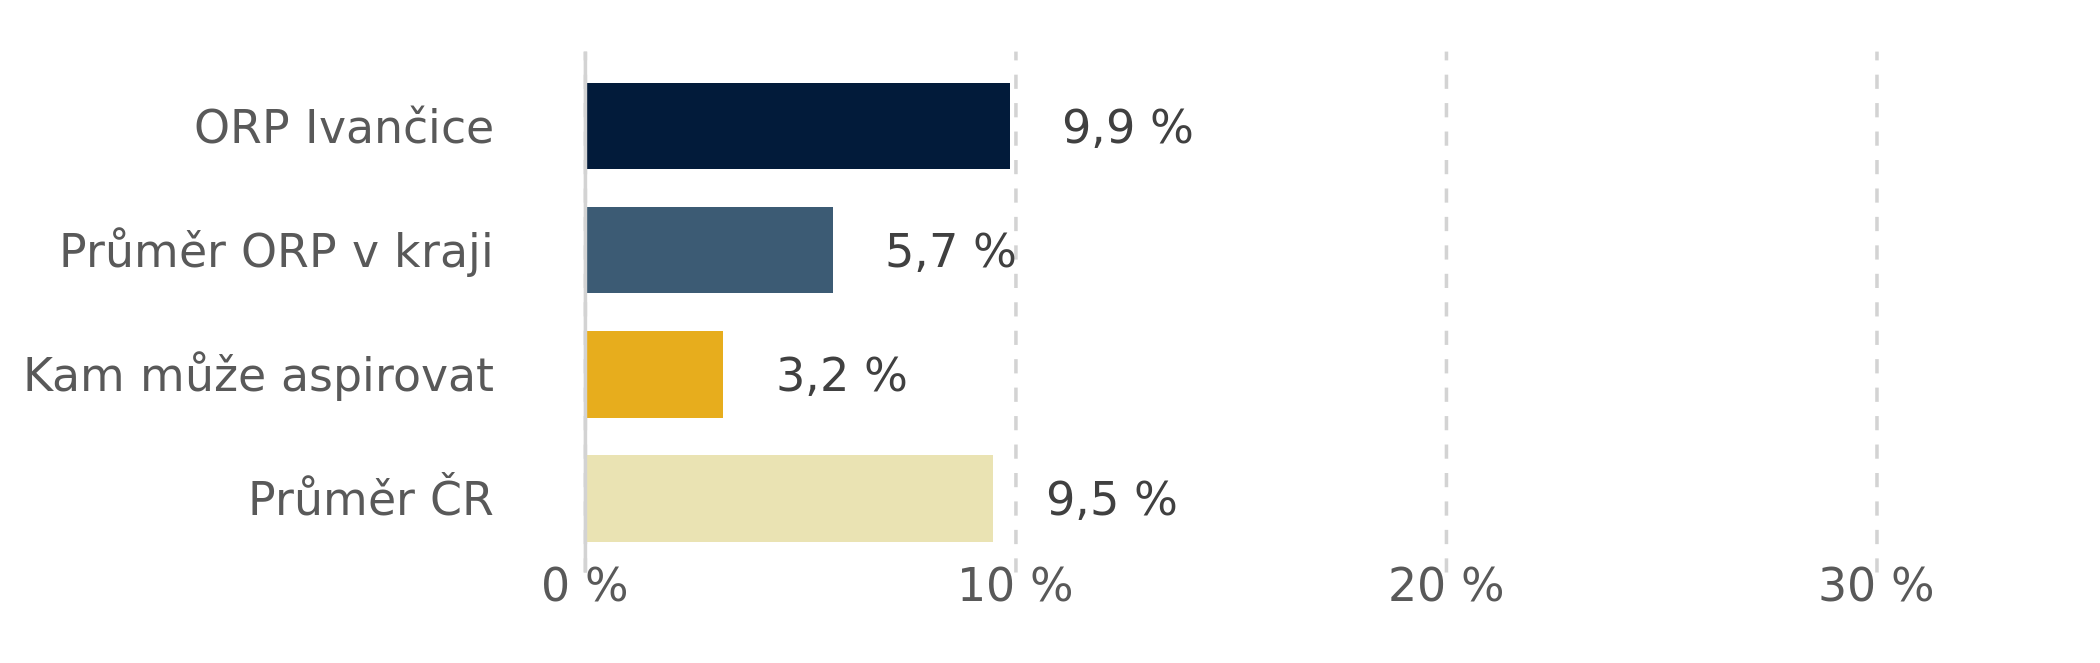 ORP Ivančice 9,9 %
Průměr ORP v kraji 5,7 %
Kam může aspirovat 3,2 %
Průměr ČR 9,5 %
0 % 10 % 20 % 30 %